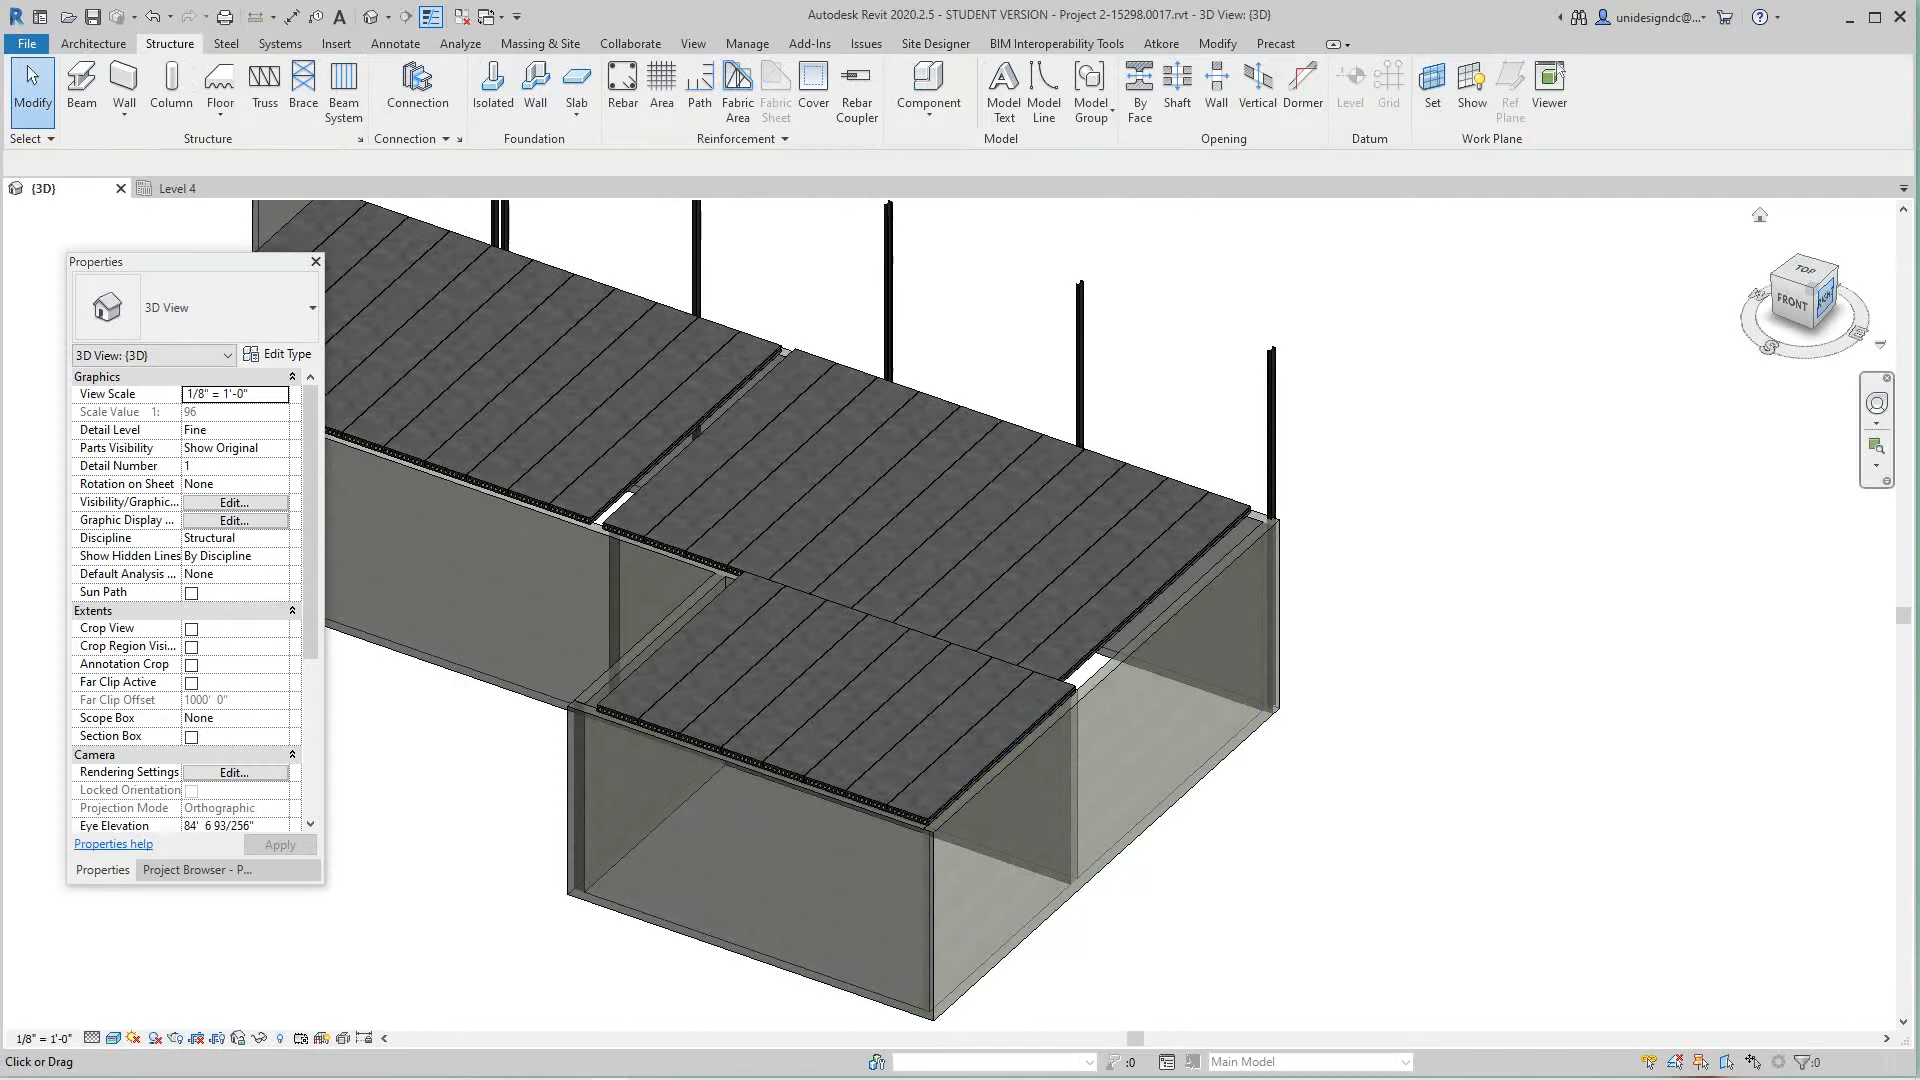 Autodesk Revit 2020.2.5 - STUDENT VERSION - Project 2-15298.0017.rvt - 3D View: {3D}
unidesigndc@...
File Architecture Structure Steel Systems Insert Annotate Analyze Massing & Site Collaborate View Manage Add-Ins Issues Site Designer BIM Interoperability Tools Atkore Modify Precast
Modify Beam Wall Column Floor Truss Brace Beam System Connection Isolated Wall Slab Rebar Area Path Fabric Area Fabric Sheet Cover Rebar Coupler Component Model Text Model Line Model Group By Face Shaft Wall Vertical Dormer Level Grid Set Show Ref Plane Viewer
Select Structure Connection Foundation Reinforcement Model Opening Datum Work Plane
{3D} Level 4
TOP
FRONT
Properties
3D View
3D View: {3D} Edit Type
Graphics
View Scale 1/8" = 1'-0"
Scale Value 1: 96
Detail Level Fine
Parts Visibility Show Original
Detail Number 1
Rotation on Sheet None
Visibility/Graphic... Edit...
Graphic Display ... Edit...
Discipline Structural
Show Hidden Lines By Discipline
Default Analysis ... None
Sun Path
Extents
Crop View
Crop Region Visi...
Annotation Crop
Far Clip Active
Far Clip Offset 1000' 0"
Scope Box None
Section Box
Camera
Rendering Settings Edit...
Locked Orientation
Projection Mode Orthographic
Eye Elevation 84' 6 93/256"
Properties help Apply
Properties Project Browser - P...
1/8" = 1'-0"
Click or Drag :0 Main Model :0